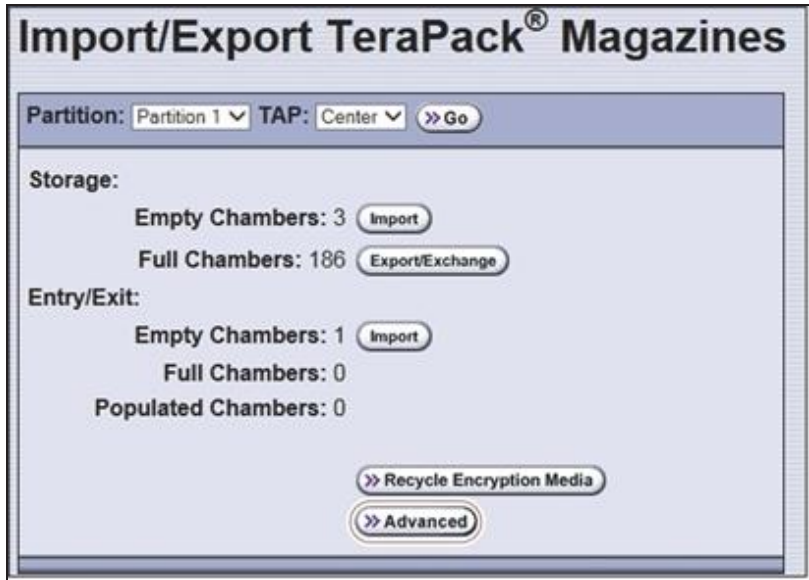 Import/Export TeraPack® Magazines
Partition: Partition 1 TAP: Center >> Go
Storage:
Empty Chambers: 3 Import
Full Chambers: 186 Export/Exchange
Entry/Exit:
Empty Chambers: 1 Import
Full Chambers: 0
Populated Chambers: 0
>> Recycle Encryption Media
>> Advanced